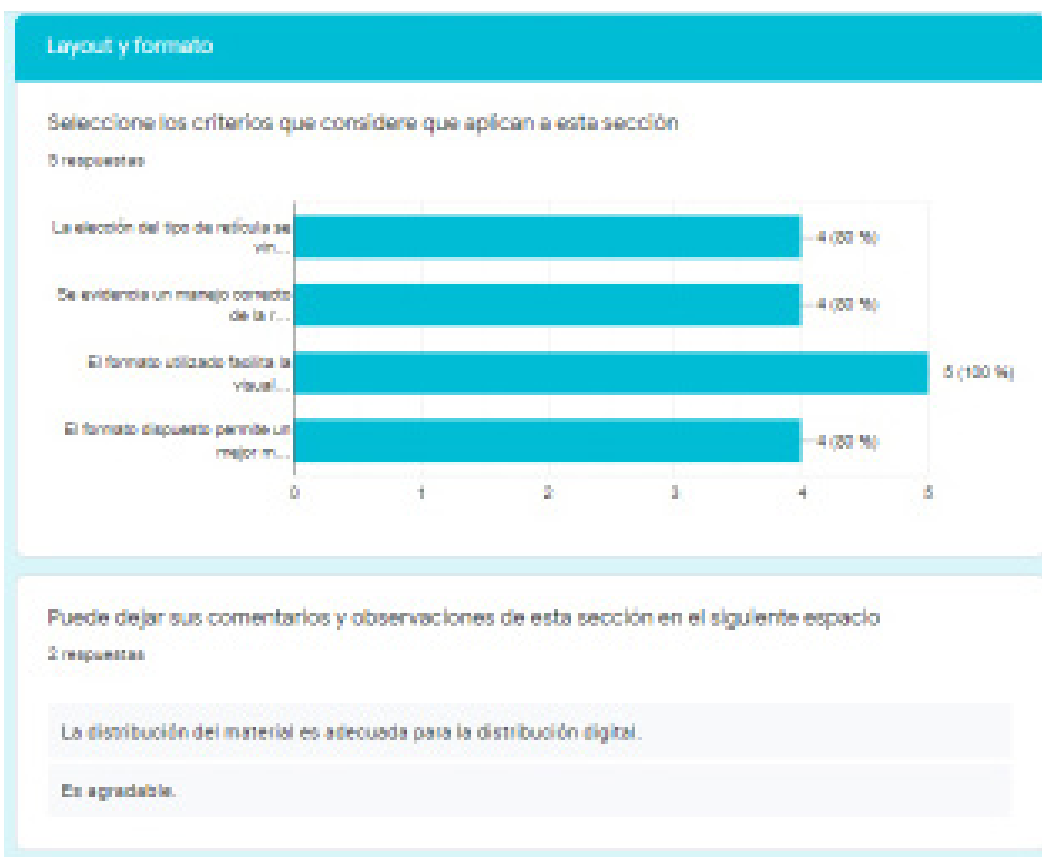 Layout y formato
Seleccione los criterios que considere que aplican a esta sección
5 respuestas
La elección del tipo de retícula se
vin...
4 (80 %)
Se evidencia un manejo correcto
de la r...
4 (80 %)
El formato utilizado facilita la
visual...
5 (100 %)
El formato dispuesto permite un
mejor m...
4 (80 %)
0 1 2 3 4 5
Puede dejar sus comentarios y observaciones de esta sección en el siguiente espacio
2 respuestas
La distribución del material es adecuada para la distribución digital.
Es agradable.